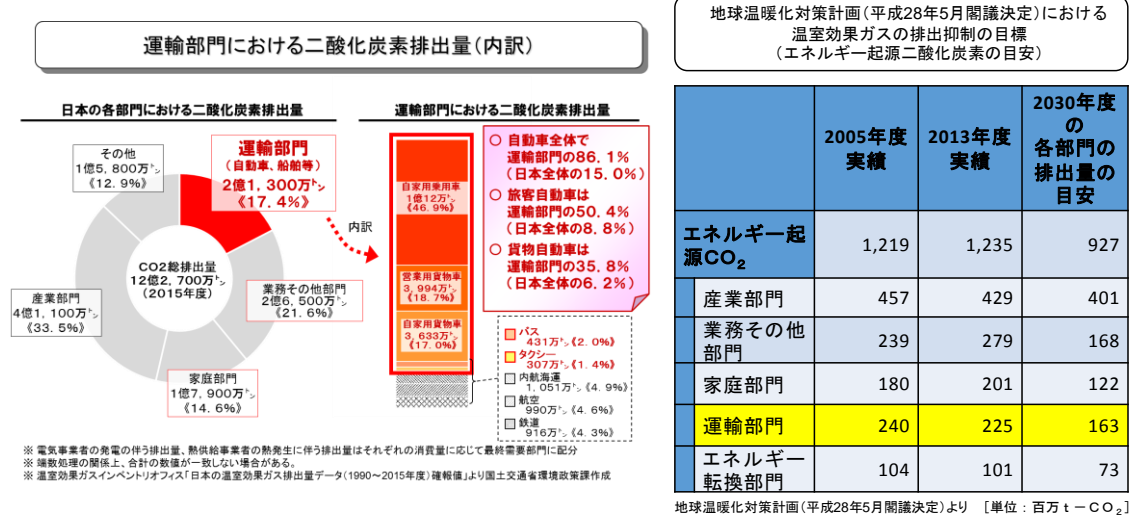 運輸部門における二酸化炭素排出量(内訳)
日本の各部門における二酸化炭素排出量
その他
1億5,800万㌧
《12.9%》
運輸部門
(自動車、船舶等)
2億1,300万㌧
《17.4%》
CO2総排出量
12億2,700万㌧
(2015年度)
産業部門
4億1,100万㌧
《33.5%》
業務その他部門
2億6,500万㌧
《21.6%》
家庭部門
1億7,900万㌧
《14.6%》
内訳
運輸部門における二酸化炭素排出量
自家用乗用車
1億12万㌧
《46.9%》
営業用貨物車
3,994万㌧
《18.7%》
自家用貨物車
3,633万㌧
《17.0%》
○ 自動車全体で
運輸部門の86.1%
(日本全体の15.0%)
○ 旅客自動車は
運輸部門の50.4%
(日本全体の8.8%)
○ 貨物自動車は
運輸部門の35.8%
(日本全体の6.2%)
バス
431万㌧《2.0%》
タクシー
307万㌧《1.4%》
内航海運
1,051万㌧《4.9%》
航空
990万㌧《4.6%》
鉄道
916万㌧《4.3%》
※ 電気事業者の発電の伴う排出量、熱供給事業者の熱発生に伴う排出量はそれぞれの消費量に応じて最終需要部門に配分
※ 端数処理の関係上、合計の数値が一致しない場合がある。
※ 温室効果ガスインベントリオフィス「日本の温室効果ガス排出量データ(1990~2015年度)確報値」より国土交通省環境政策課作成
地球温暖化対策計画(平成28年5月閣議決定)における
温室効果ガスの排出抑制の目標
(エネルギー起源二酸化炭素の目安)
2005年度
実績
2013年度
実績
2030年度
の
各部門の
排出量の
目安
エネルギー起
源CO₂
1,219 1,235 927
産業部門 457 429 401
業務その他
部門
239 279 168
家庭部門 180 201 122
運輸部門 240 225 163
エネルギー
転換部門
104 101 73
地球温暖化対策計画(平成28年5月閣議決定)より [単位:百万t-CO₂]